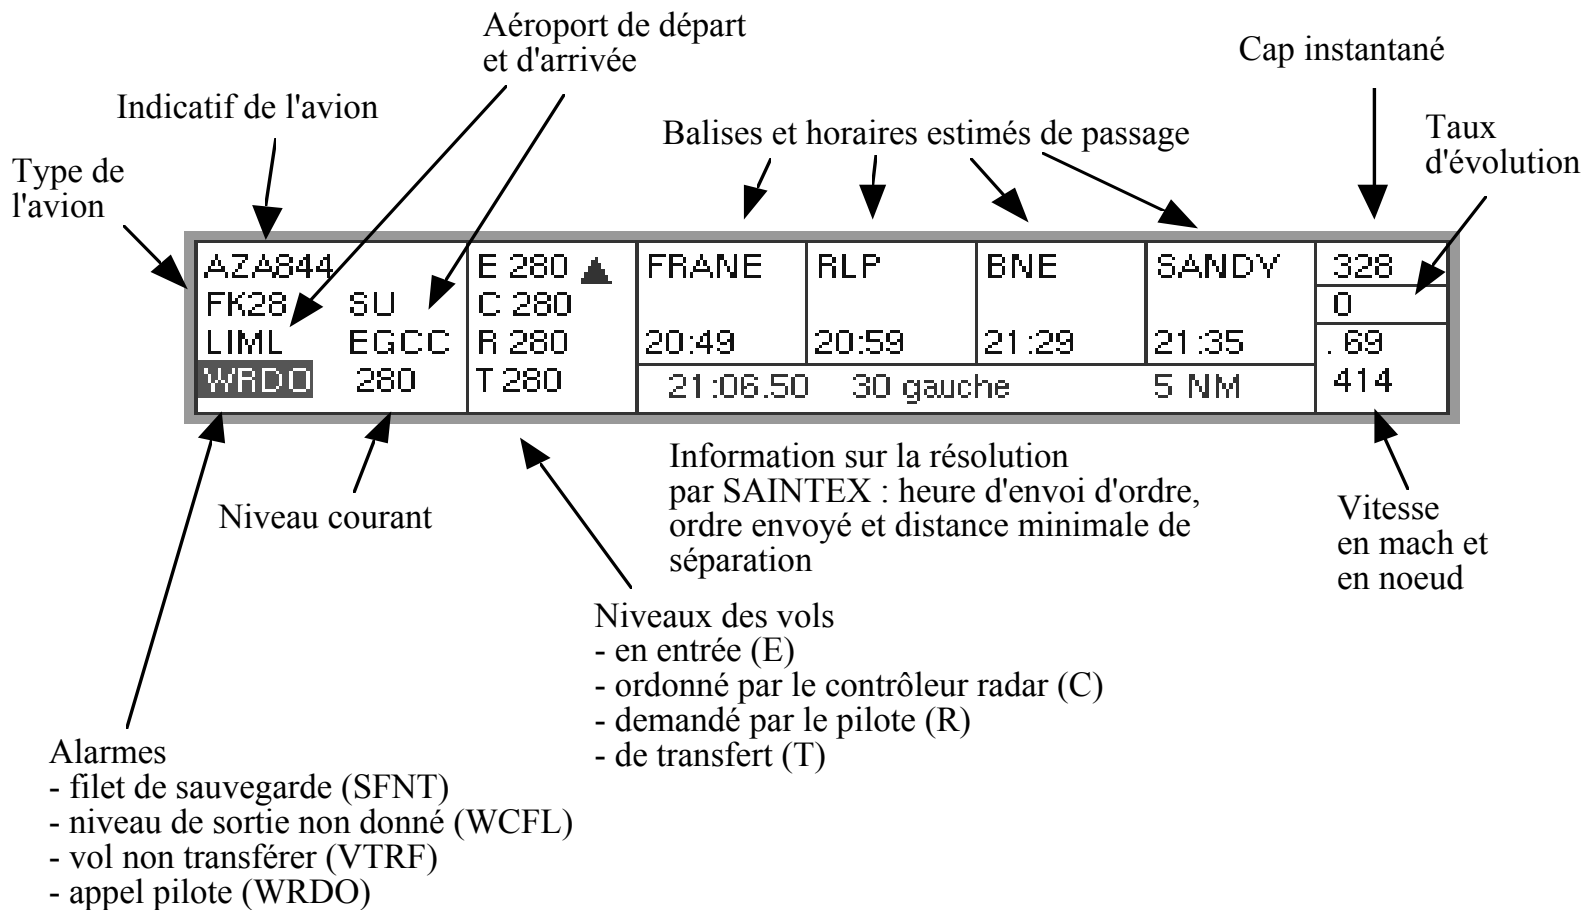 Aéroport de départ
et d'arrivée
Cap instantané
Indicatif de l'avion
Balises et horaires estimés de passage
Taux
d'évolution
Type de
l'avion
AZA844 E 280 FRANE RLP BNE SANDY 328
FK28 SU C 280 0
LIML EGCC R 280 20:49 20:59 21:29 21:35 .69
WRDO 280 T 280 21:06.50 30 gauche 5 NM 414
Information sur la résolution
par SAINTEX : heure d'envoi d'ordre,
ordre envoyé et distance minimale de
séparation
Niveau courant
Vitesse
en mach et
en noeud
Niveaux des vols
- en entrée (E)
- ordonné par le contrôleur radar (C)
- demandé par le pilote (R)
- de transfert (T)
Alarmes
- filet de sauvegarde (SFNT)
- niveau de sortie non donné (WCFL)
- vol non transférer (VTRF)
- appel pilote (WRDO)